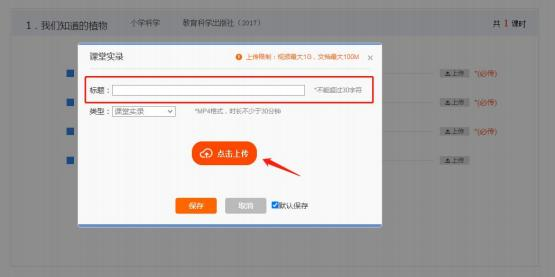 1．我们知道的植物 小学科学 教育科学出版社（2017） 共 1 课时
课堂实录 上传限制：视频最大1G，文档最大100M ×
标题： *不能超过30字符
类型： 课堂实录 *MP4格式，时长不少于30分钟
上传 *(必传)
上传 *(必传)
上传 *(必传)
上传
点击上传
保存 取消 默认保存